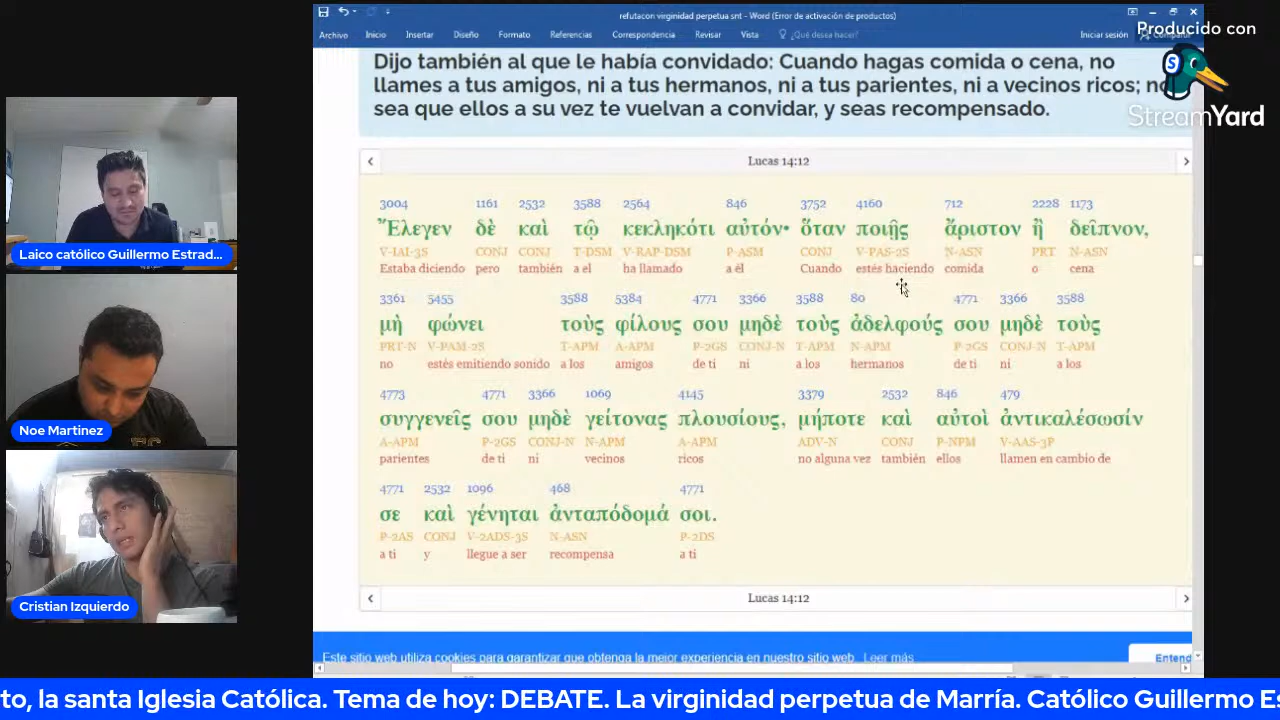 refutacon virginidad perpetua snt - Word (Error de activación de productos)
Archivo Inicio Insertar Diseño Formato Referencias Correspondencia Revisar Vista ¿Qué desea hacer? Iniciar sesión
Producido con
StreamYard
Dijo también al que le había convidado: Cuando hagas comida o cena, no
llames a tus amigos, ni a tus hermanos, ni a tus parientes, ni a vecinos ricos; no
sea que ellos a su vez te vuelvan a convidar, y seas recompensado.
Lucas 14:12
3004 1161 2532 3588 2564 846 3752 4160 712 2228 1173
Ἔλεγεν δὲ καὶ τῷ κεκληκότι αὐτόν· ὅταν ποιῇς ἄριστον ἢ δεῖπνον,
V-IAI-3S CONJ CONJ T-DSM V-RAP-DSM P-ASM CONJ V-PAS-2S N-ASN PRT N-ASN
Estaba diciendo pero también a el ha llamado a él Cuando estés haciendo comida o cena
3361 5455 3588 5384 4771 3366 3588 80 4771 3366 3588
μὴ φώνει τοὺς φίλους σου μηδὲ τοὺς ἀδελφούς σου μηδὲ τοὺς
PRT-N V-PAM-2S T-APM A-APM P-2GS CONJ-N T-APM N-APM P-2GS CONJ-N T-APM
no estés emitiendo sonido a los amigos de ti ni a los hermanos de ti ni a los
4773 4771 3366 1069 4145 3379 2532 846 479
συγγενεῖς σου μηδὲ γείτονας πλουσίους, μήποτε καὶ αὐτοὶ ἀντικαλέσωσίν
A-APM P-2GS CONJ-N N-APM A-APM ADV-N CONJ P-NPM V-AAS-3P
parientes de ti ni vecinos ricos no alguna vez también ellos llamen en cambio de
4771 2532 1096 468 4771
σε καὶ γένηται ἀνταπόδομά σοι.
P-2AS CONJ V-2ADS-3S N-ASN P-2DS
a ti y llegue a ser recompensa a ti
Lucas 14:12
Este sitio web utiliza cookies para garantizar que obtenga la mejor experiencia en nuestro sitio web. Leer más Entend
Laico católico Guillermo Estrad...
Noe Martinez
Cristian Izquierdo
to, la santa Iglesia Católica. Tema de hoy: DEBATE. La virginidad perpetua de Marría. Católico Guillermo Es